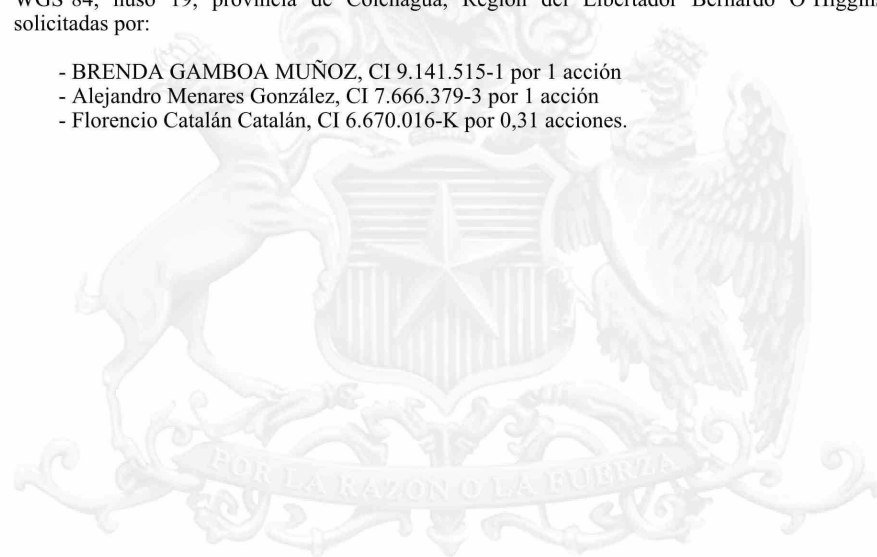 WGS 84, huso 19, provincia de Colchagua, Región del Libertador Bernardo O'Higgins
solicitadas por:
- BRENDA GAMBOA MUÑOZ, CI 9.141.515-1 por 1 acción
- Alejandro Menares González, CI 7.666.379-3 por 1 acción
- Florencio Catalán Catalán, CI 6.670.016-K por 0,31 acciones.
POR LA RAZÓN O LA FUERZA